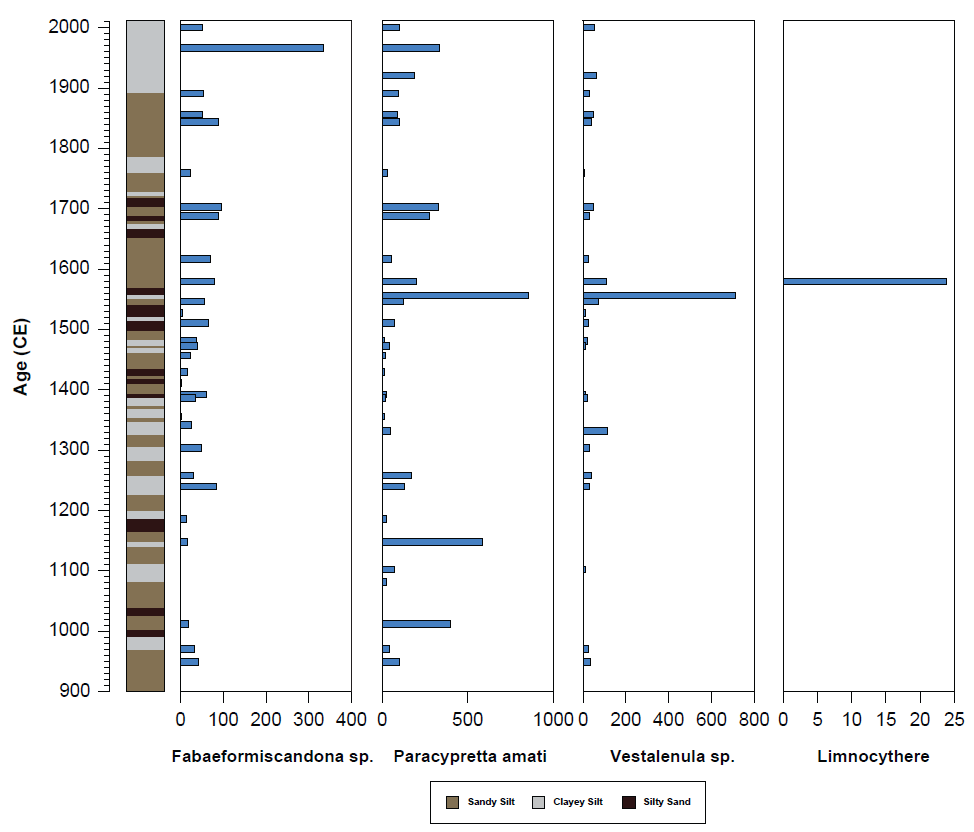 2000
1900
1800
1700
1600
1500
1400
1300
1200
1100
1000
900
Age (CE)
0 100 200 300 400
0 500 1000
0 200 400 600 800
0 5 10 15 20 25
Fabaeformiscandona sp.
Paracypretta amati
Vestalenula sp.
Limnocythere
Sandy Silt Clayey Silt Silty Sand